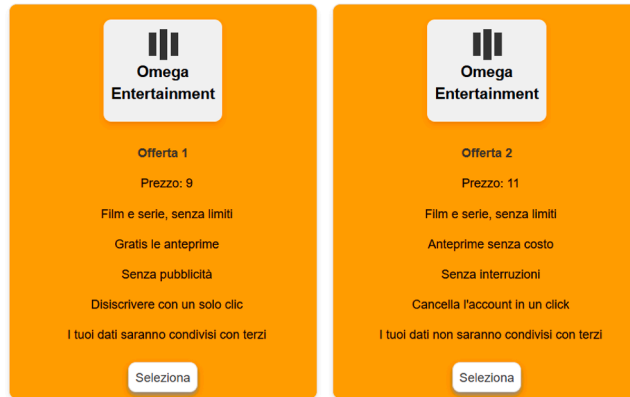 Omega
Entertainment
Offerta 1
Prezzo: 9
Film e serie, senza limiti
Gratis le anteprime
Senza pubblicità
Disiscrivere con un solo clic
I tuoi dati saranno condivisi con terzi
Seleziona
Omega
Entertainment
Offerta 2
Prezzo: 11
Film e serie, senza limiti
Anteprime senza costo
Senza interruzioni
Cancella l'account in un click
I tuoi dati non saranno condivisi con terzi
Seleziona